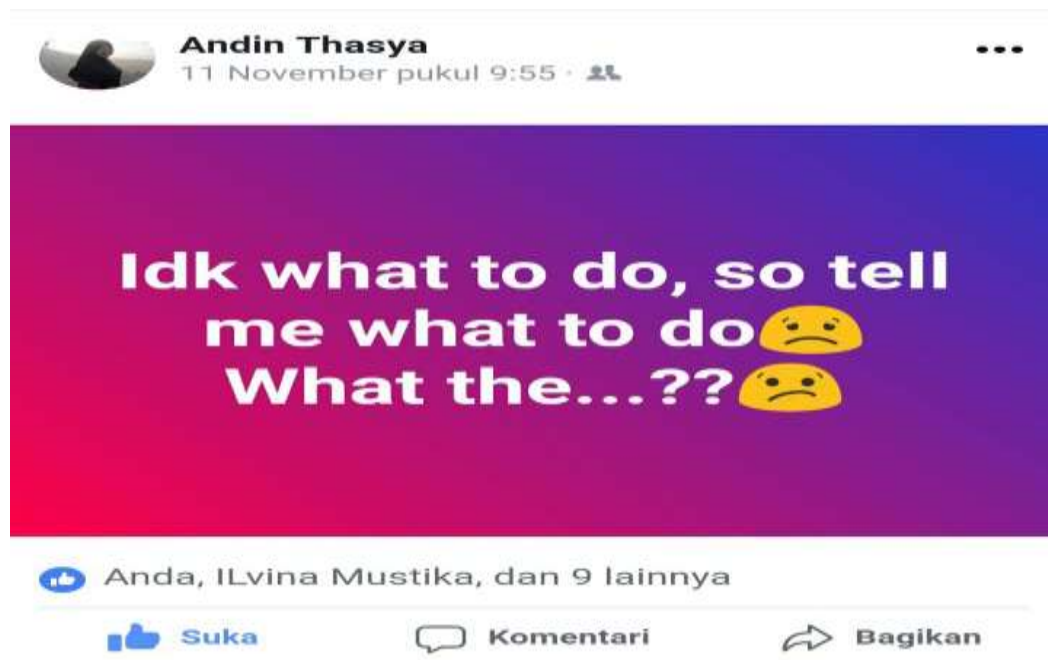 Andin Thasya
11 November pukul 9:55 ·
Idk what to do, so tell
me what to do😟
What the...??😕
Anda, ILvina Mustika, dan 9 lainnya
Suka Komentari Bagikan